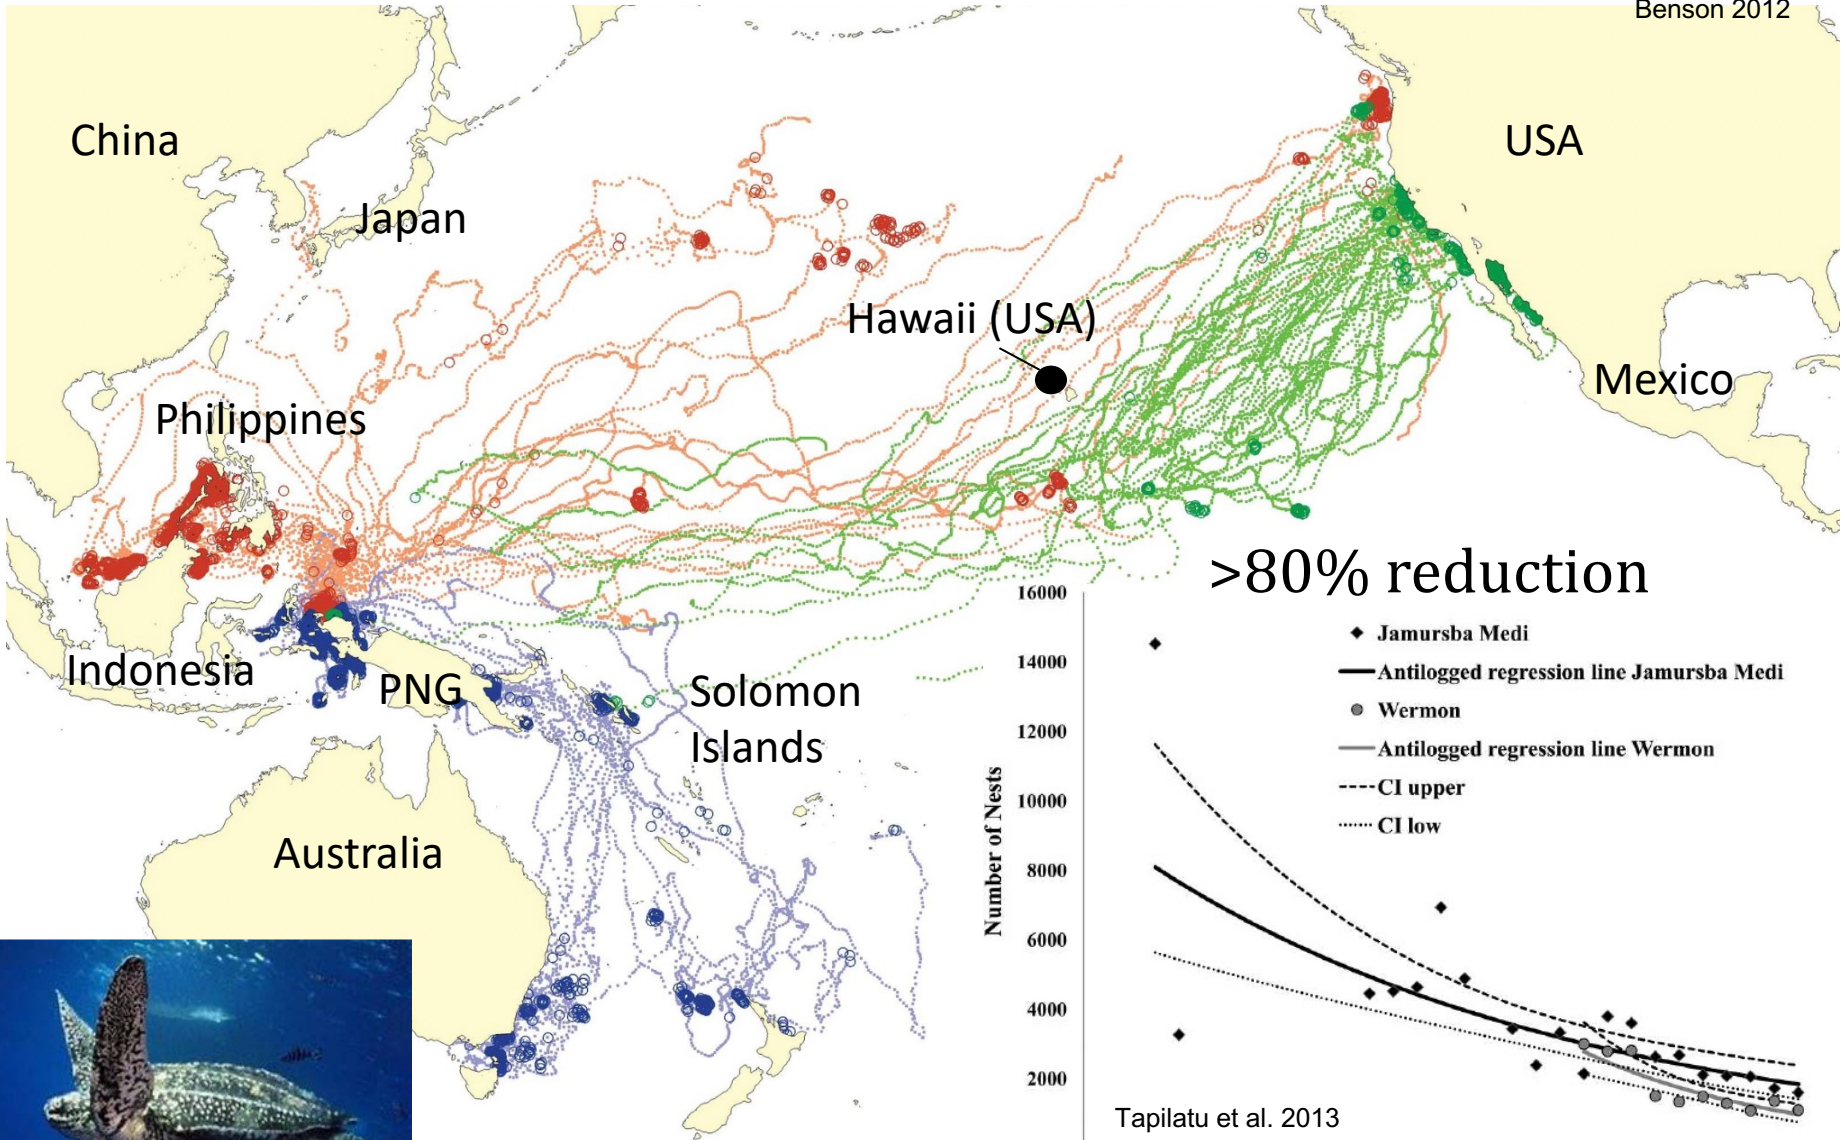 Benson 2012
China
USA
Japan
Hawaii (USA)
Mexico
Philippines
>80% reduction
Indonesia
PNG
Solomon
Islands
Australia
16000
14000
12000
10000
8000
6000
4000
2000
Number of Nests
Jamursba Medi
Antilogged regression line Jamursba Medi
Wermon
Antilogged regression line Wermon
CI upper
CI low
Tapilatu et al. 2013